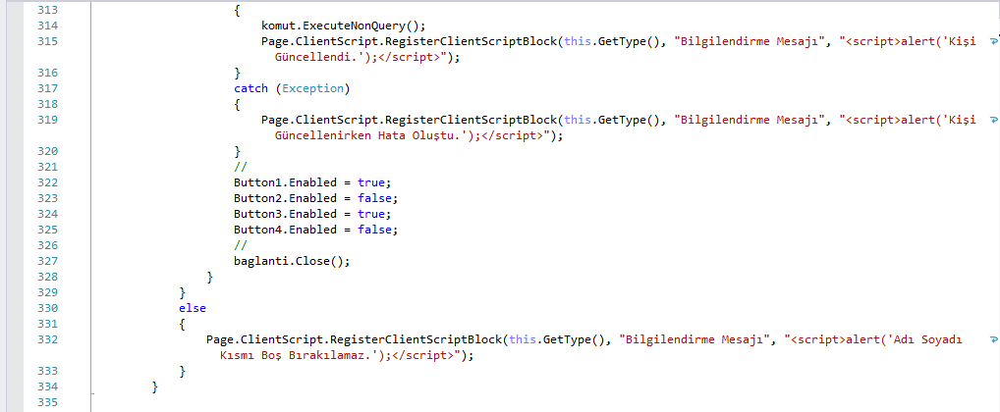 313 {
314 komut.ExecuteNonQuery();
315 Page.ClientScript.RegisterClientScriptBlock(this.GetType(), "Bilgilendirme Mesajı", "<script>alert('Kişi
Güncellendi.');</script>");
316 }
317 catch (Exception)
318 {
319 Page.ClientScript.RegisterClientScriptBlock(this.GetType(), "Bilgilendirme Mesajı", "<script>alert('Kişi
Güncellenirken Hata Oluştu.');</script>");
320 }
321 //
322 Button1.Enabled = true;
323 Button2.Enabled = false;
324 Button3.Enabled = true;
325 Button4.Enabled = false;
326 //
327 baglanti.Close();
328 }
329 }
330 else
331 {
332 Page.ClientScript.RegisterClientScriptBlock(this.GetType(), "Bilgilendirme Mesajı", "<script>alert('Adı Soyadı
Kısmı Boş Bırakılamaz.');</script>");
333 }
334 }
335